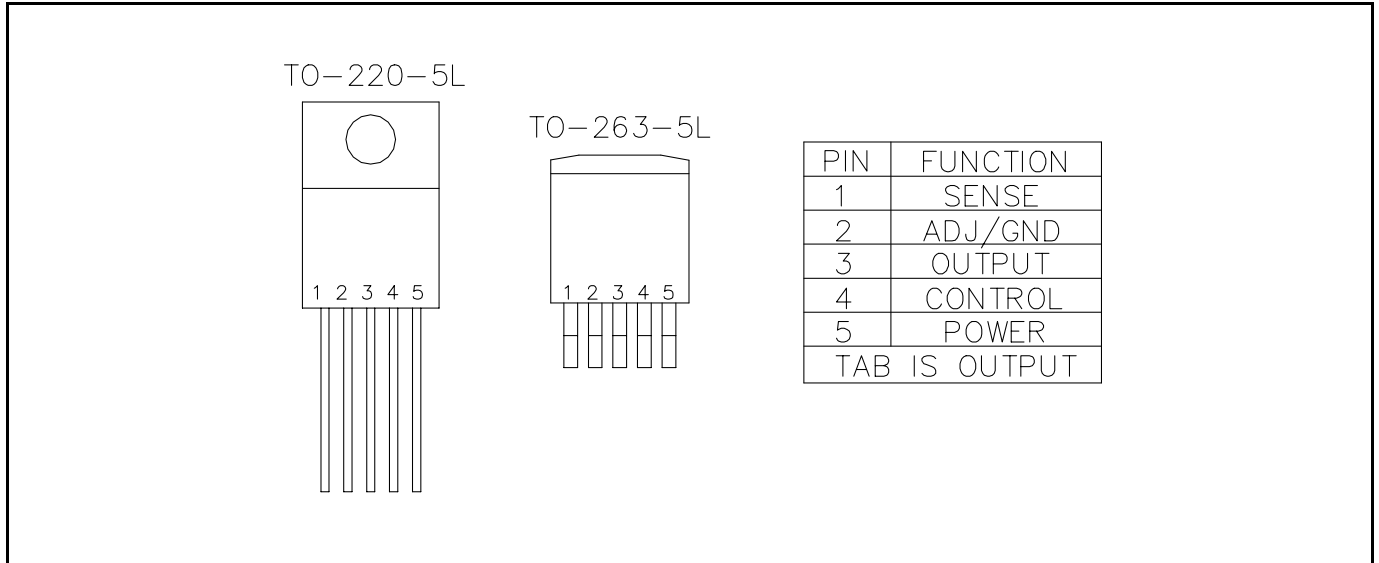 TO-220-5L
1 2 3 4 5
TO-263-5L
1 2 3 4 5
PIN FUNCTION
1 SENSE
2 ADJ/GND
3 OUTPUT
4 CONTROL
5 POWER
TAB IS OUTPUT